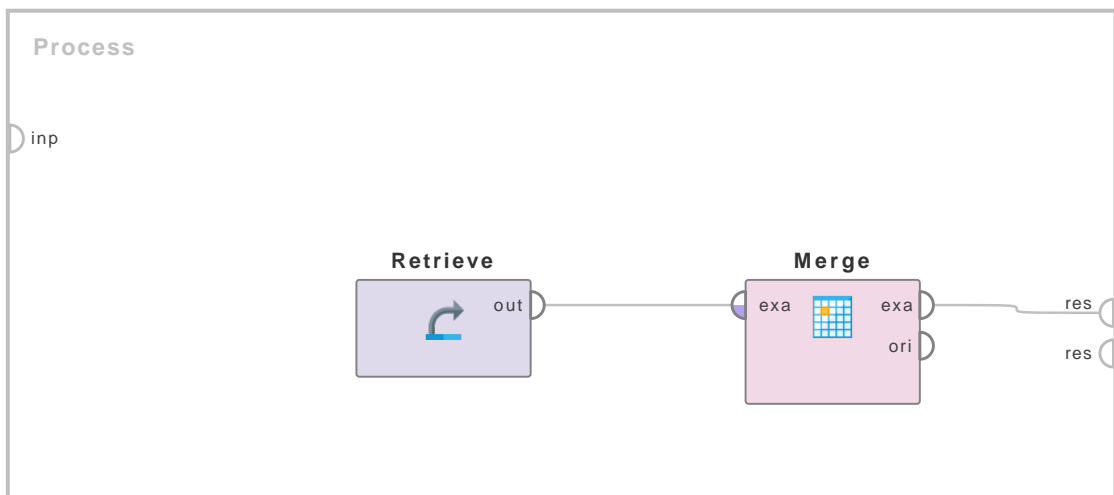 Process
inp
Retrieve
out
Merge
exa
exa
ori
res
res